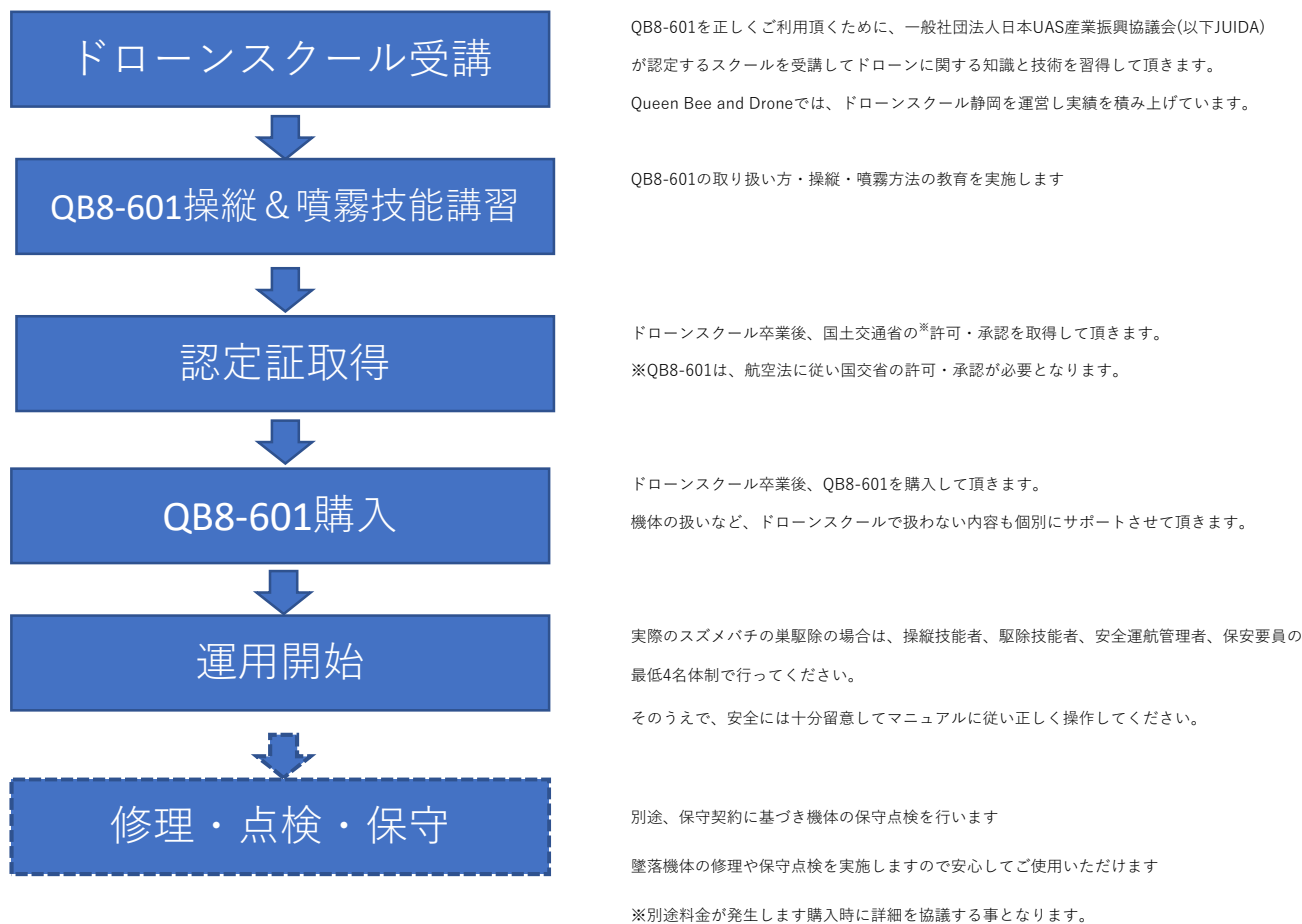 ドローンスクール受講
QB8-601を正しくご利用頂くために、一般社団法人日本UAS産業振興協議会(以下JUIDA)
が認定するスクールを受講してドローンに関する知識と技術を習得して頂きます。
Queen Bee and Droneでは、ドローンスクール静岡を運営し実績を積み上げています。
QB8-601操縦＆噴霧技能講習
QB8-601の取り扱い方・操縦・噴霧方法の教育を実施します
認定証取得
ドローンスクール卒業後、国土交通省の※許可・承認を取得して頂きます。
※QB8-601は、航空法に従い国交省の許可・承認が必要となります。
QB8-601購入
ドローンスクール卒業後、QB8-601を購入して頂きます。
機体の扱いなど、ドローンスクールで扱わない内容も個別にサポートさせて頂きます。
運用開始
実際のスズメバチの巣駆除の場合は、操縦技能者、駆除技能者、安全運航管理者、保安要員の
最低4名体制で行ってください。
そのうえで、安全には十分留意してマニュアルに従い正しく操作してください。
修理・点検・保守
別途、保守契約に基づき機体の保守点検を行います
墜落機体の修理や保守点検を実施しますので安心してご使用いただけます
※別途料金が発生します購入時に詳細を協議する事となります。